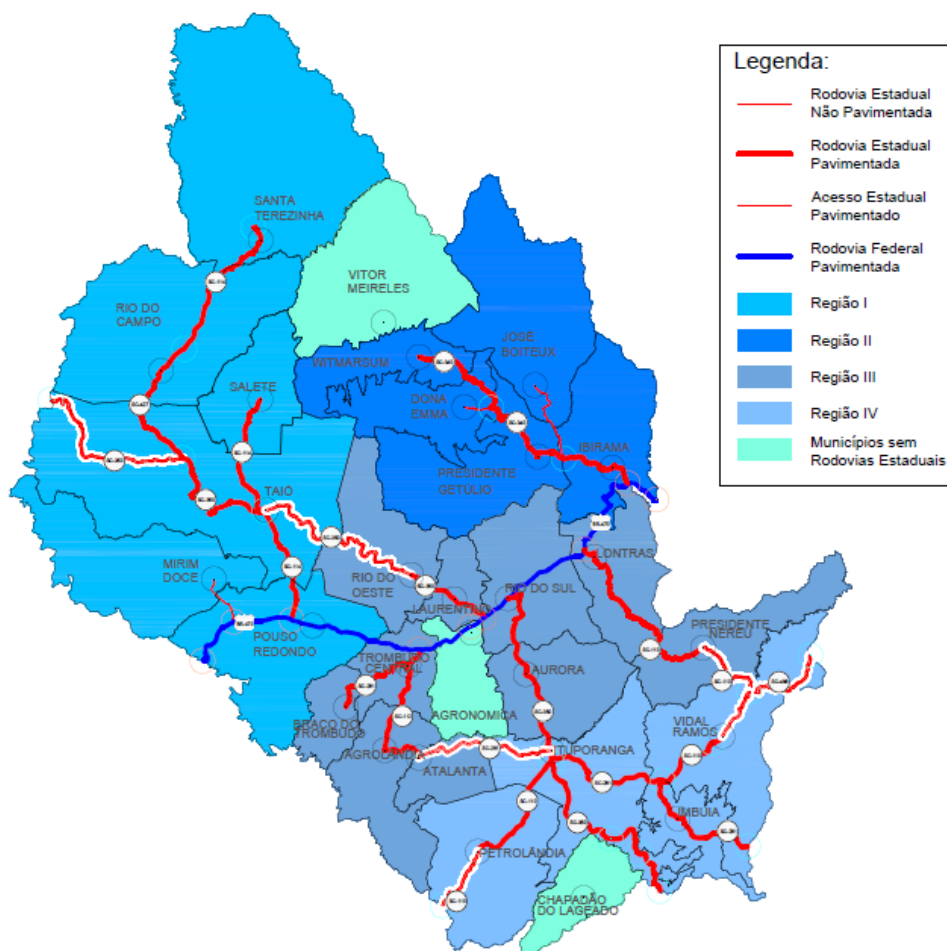 Legenda:
Rodovia Estadual
Não Pavimentada
Rodovia Estadual
Pavimentada
Acesso Estadual
Pavimentado
Rodovia Federal
Pavimentada
Região I
Região II
Região III
Região IV
Municípios sem
Rodovias Estaduais
SANTA
TEREZINHA
VITOR
MEIRELES
RIO DO
CAMPO
JOSÉ
BOITEUX
WITMARSUM
SALETE
DONA
EMMA
IBIRAMA
PRESIDENTE
GETÚLIO
TAIÓ
LONTRAS
MIRIM
DOCE
RIO DO
OESTE
RIO DO SUL
LAURENTINO
PRESIDENTE
NEREU
POUSO
REDONDO
TROMBUDO
CENTRAL
AURORA
AGRONOMICA
BRAÇO DO
TROMBUDO
VIDAL
RAMOS
AGROLANDIA
ITUPORANGA
ATALANTA
IMBUIA
PETROLÂNDIA
CHAPADÃO
DO LAGEADO